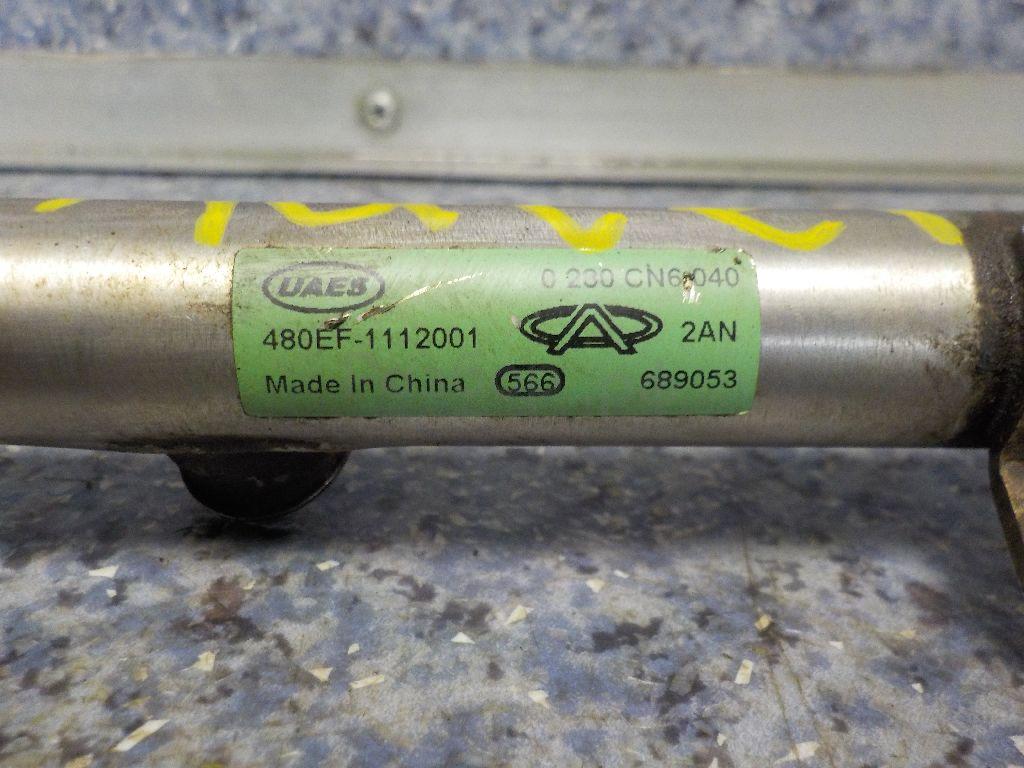 UAES 0 280 CN6 040
480EF-1112001 2AN
Made In China 566 689053